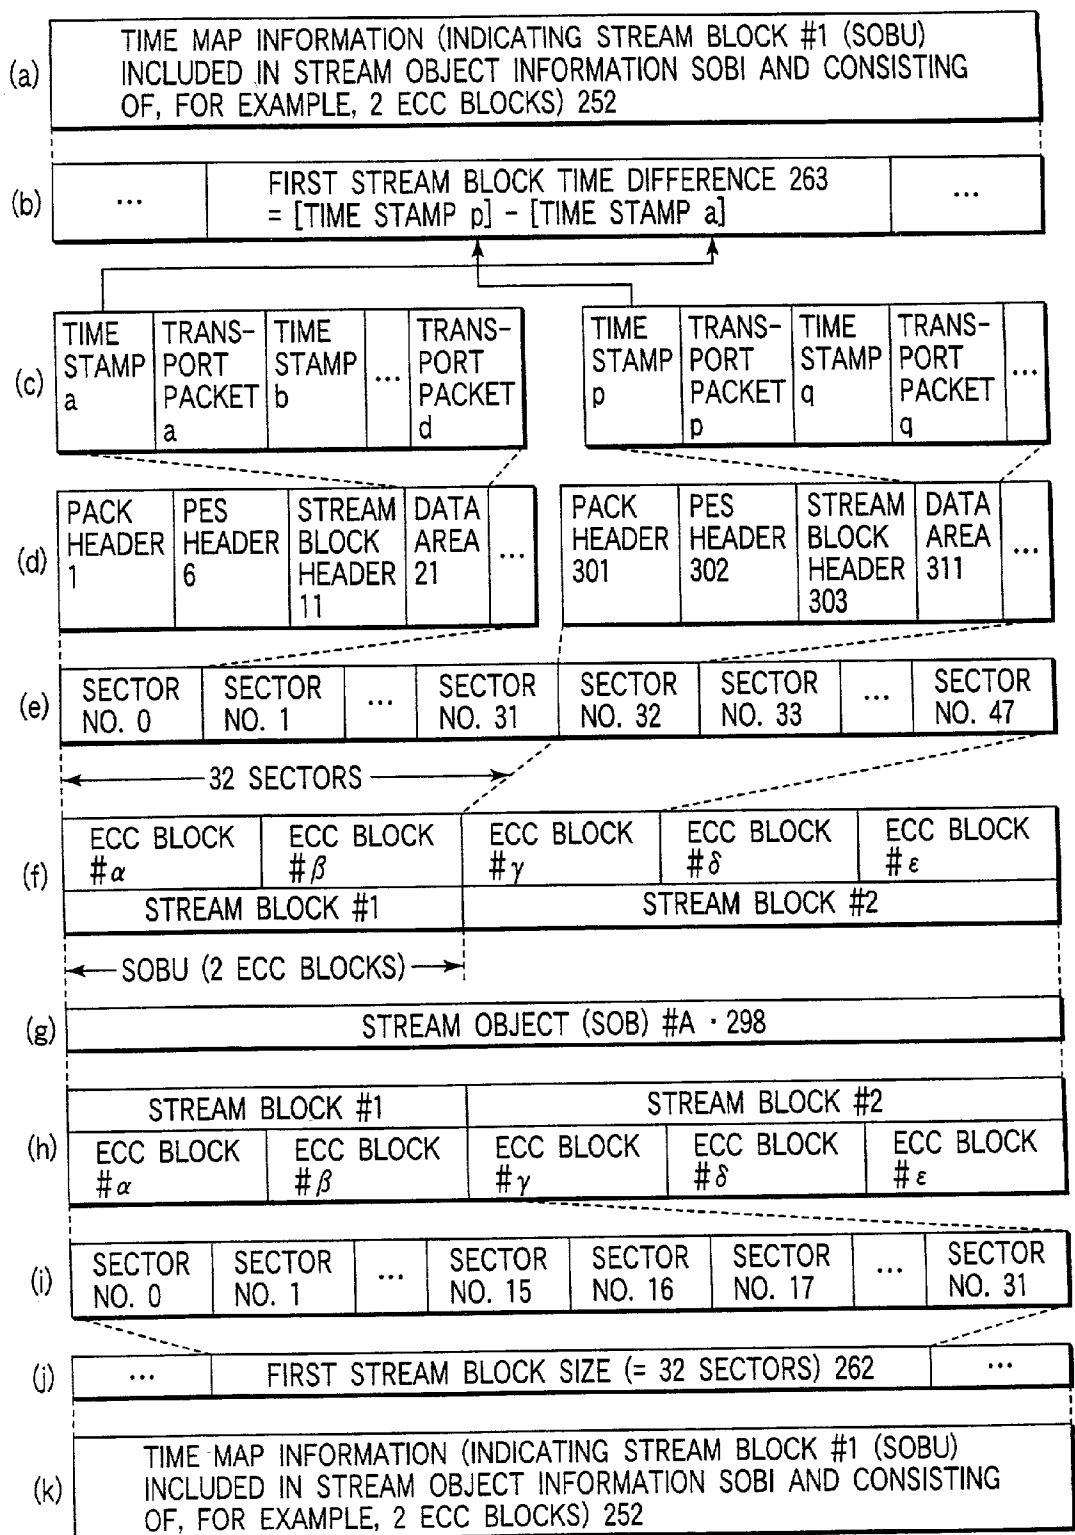 (a)
TIME MAP INFORMATION (INDICATING STREAM BLOCK #1 (SOBU)
INCLUDED IN STREAM OBJECT INFORMATION SOBI AND CONSISTING
OF, FOR EXAMPLE, 2 ECC BLOCKS) 252
(b)
...
FIRST STREAM BLOCK TIME DIFFERENCE 263
= [TIME STAMP p] - [TIME STAMP a]
...
(c)
TIME
STAMP
a
TRANS-
PORT
PACKET
a
TIME
STAMP
b
...
TRANS-
PORT
PACKET
d
TIME
STAMP
p
TRANS-
PORT
PACKET
p
TIME
STAMP
q
TRANS-
PORT
PACKET
q
...
(d)
PACK
HEADER
1
PES
HEADER
6
STREAM
BLOCK
HEADER
11
DATA
AREA
21
...
PACK
HEADER
301
PES
HEADER
302
STREAM
BLOCK
HEADER
303
DATA
AREA
311
...
(e)
SECTOR
NO. 0
SECTOR
NO. 1
...
SECTOR
NO. 31
SECTOR
NO. 32
SECTOR
NO. 33
...
SECTOR
NO. 47
32 SECTORS
(f)
ECC BLOCK
#α
ECC BLOCK
#β
ECC BLOCK
#γ
ECC BLOCK
#δ
ECC BLOCK
#ε
STREAM BLOCK #1
STREAM BLOCK #2
SOBU (2 ECC BLOCKS)
(g)
STREAM OBJECT (SOB) #A · 298
(h)
STREAM BLOCK #1
STREAM BLOCK #2
ECC BLOCK
#α
ECC BLOCK
#β
ECC BLOCK
#γ
ECC BLOCK
#δ
ECC BLOCK
#ε
(i)
SECTOR
NO. 0
SECTOR
NO. 1
...
SECTOR
NO. 15
SECTOR
NO. 16
SECTOR
NO. 17
...
SECTOR
NO. 31
(j)
...
FIRST STREAM BLOCK SIZE (= 32 SECTORS) 262
...
(k)
TIME MAP INFORMATION (INDICATING STREAM BLOCK #1 (SOBU)
INCLUDED IN STREAM OBJECT INFORMATION SOBI AND CONSISTING
OF, FOR EXAMPLE, 2 ECC BLOCKS) 252